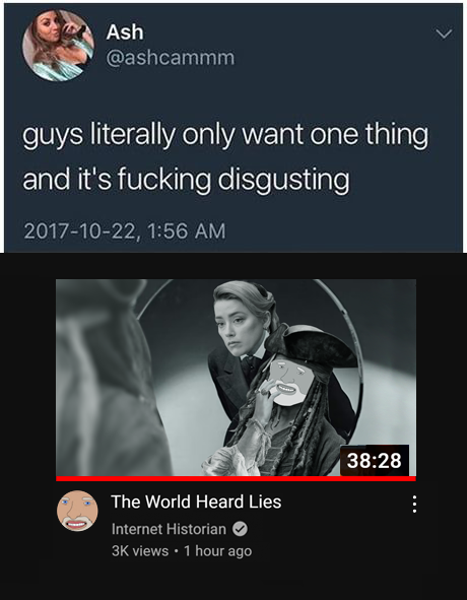 Ash
@ashcammm
guys literally only want one thing
and it's fucking disgusting
2017-10-22, 1:56 AM
38:28
The World Heard Lies
Internet Historian
3K views • 1 hour ago